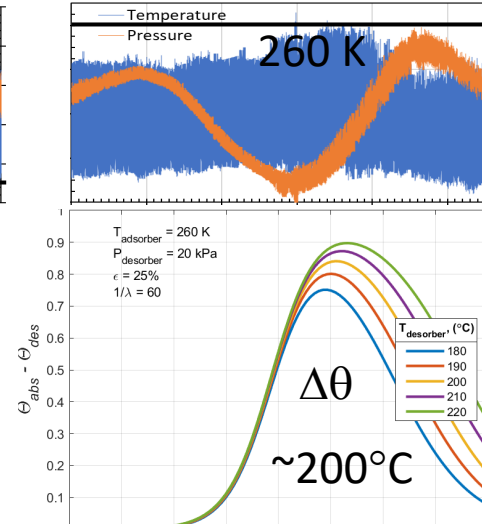 Temperature
Pressure
260 K
T_adsorber = 260 K
P_desorber = 20 kPa
ϵ = 25%
1/λ = 60
Θ_abs - Θ_des
0.9
0.8
0.7
0.6
0.5
0.4
0.3
0.2
0.1
T_desorber, (°C)
180
190
200
210
220
Δθ
~200°C